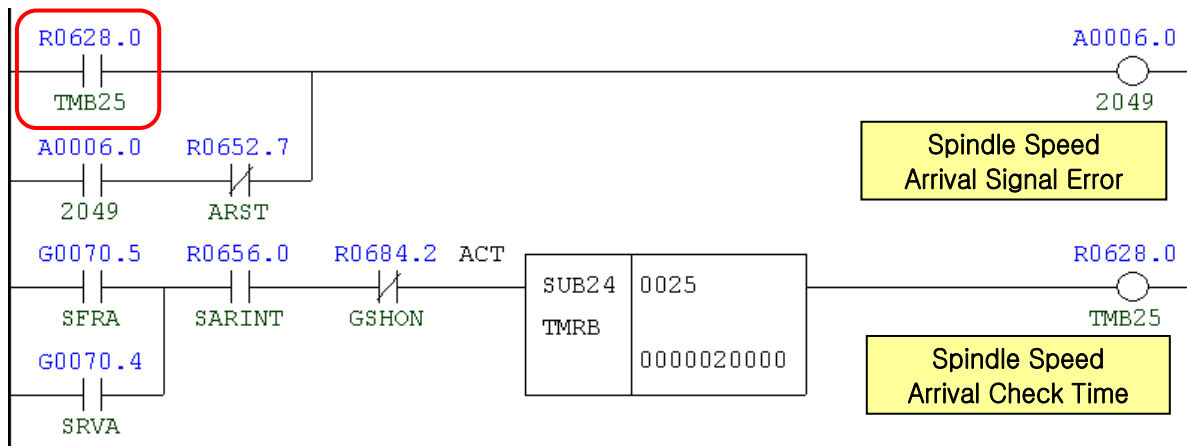 R0628.0
A0006.0
TMB25
2049
A0006.0 R0652.7
Spindle Speed
Arrival Signal Error
2049 ARST
G0070.5 R0656.0 R0684.2 ACT
R0628.0
SUB24 0025
SFRA SARINT GSHON
TMRB
TMB25
G0070.4
0000020000
Spindle Speed
Arrival Check Time
SRVA